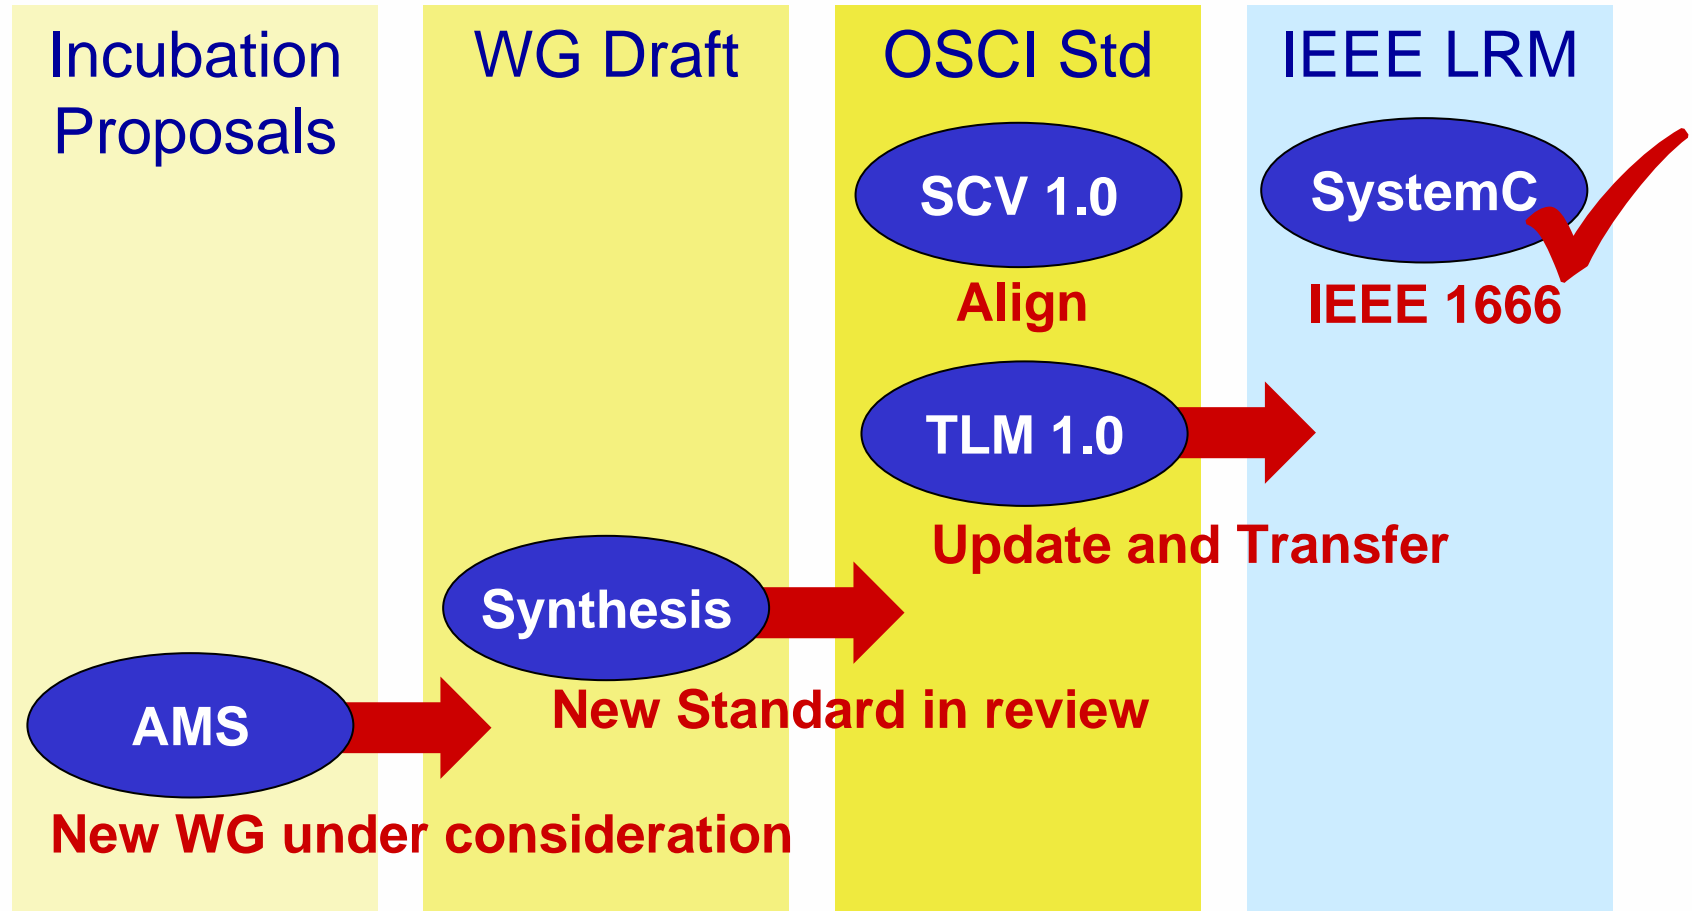 Incubation
Proposals
WG Draft
OSCI Std
IEEE LRM
SCV 1.0
Align
SystemC
IEEE 1666
TLM 1.0
Update and Transfer
Synthesis
New Standard in review
AMS
New WG under consideration